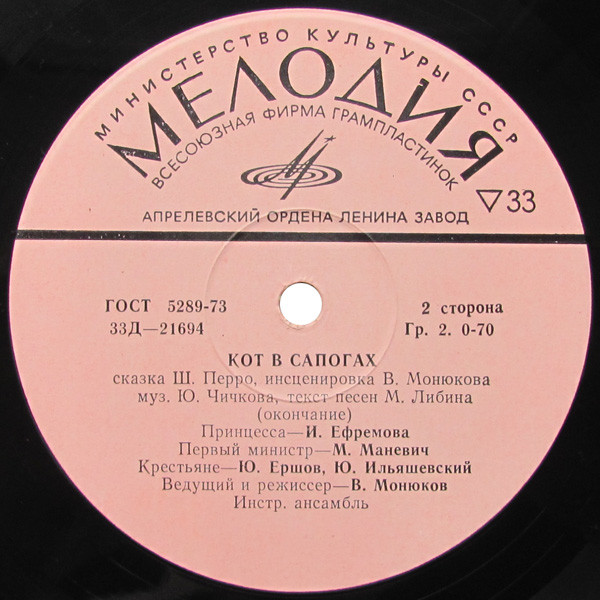 МИНИСТЕРСТВО КУЛЬТУРЫ СССР
МЕЛОДИЯ
ВСЕСОЮЗНАЯ ФИРМА ГРАМПЛАСТИНОК
▽33
АПРЕЛЕВСКИЙ ОРДЕНА ЛЕНИНА ЗАВОД
ГОСТ 5289-73
2 сторона
33Д—21694
Гр. 2. 0-70
КОТ В САПОГАХ
сказка Ш. Перро, инсценировка В. Монюкова
муз. Ю. Чичкова, текст песен М. Либина
(окончание)
Принцесса—И. Ефремова
Первый министр—М. Маневич
Крестьяне—Ю. Ершов, Ю. Ильяшевский
Ведущий и режиссер—В. Монюков
Инстр. ансамбль